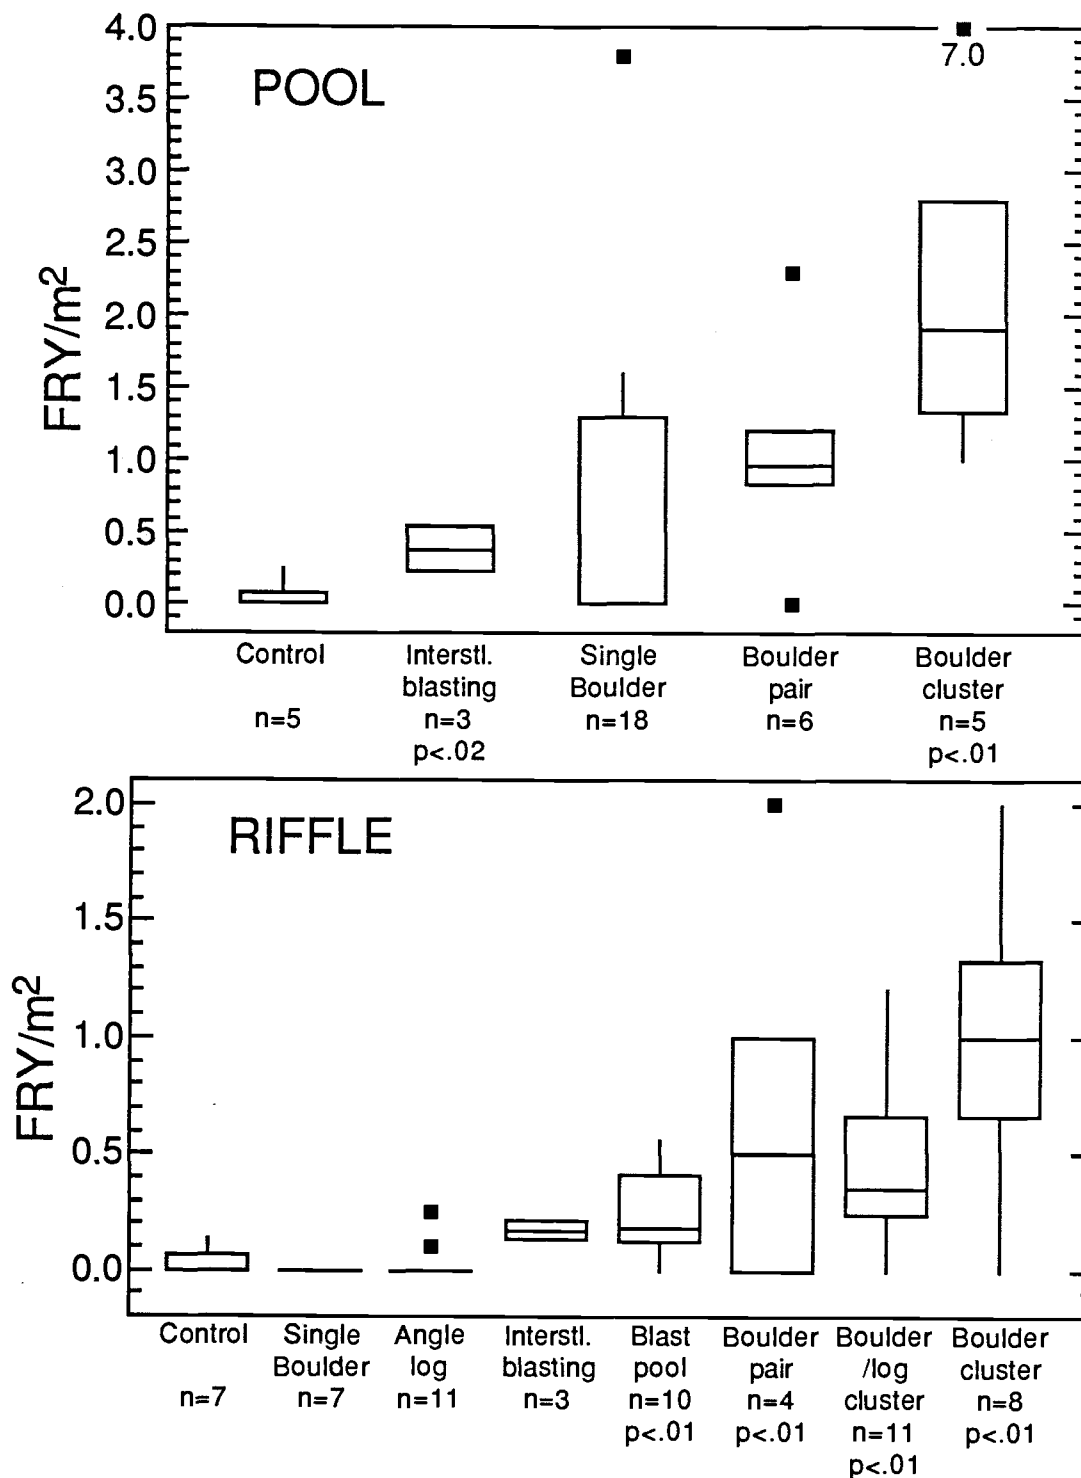 POOL
FRY/m²
4.0
3.5
3.0
2.5
2.0
1.5
1.0
0.5
0.0
7.0
Control
n=5
Interstl.
blasting
n=3
p<.02
Single
Boulder
n=18
Boulder
pair
n=6
Boulder
cluster
n=5
p<.01
RIFFLE
FRY/m²
2.0
1.5
1.0
0.5
0.0
Control
n=7
Single
Boulder
n=7
Angle
log
n=11
Interstl.
blasting
n=3
Blast
pool
n=10
p<.01
Boulder
pair
n=4
p<.01
Boulder
/log
cluster
n=11
p<.01
Boulder
cluster
n=8
p<.01